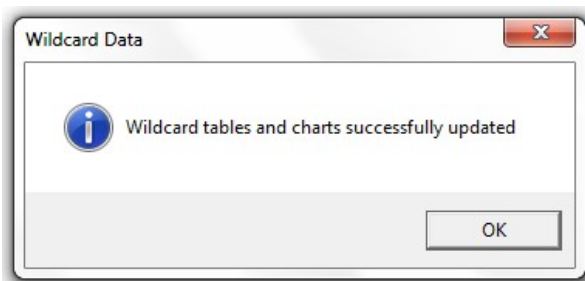 Wildcard Data
Wildcard tables and charts successfully updated
OK